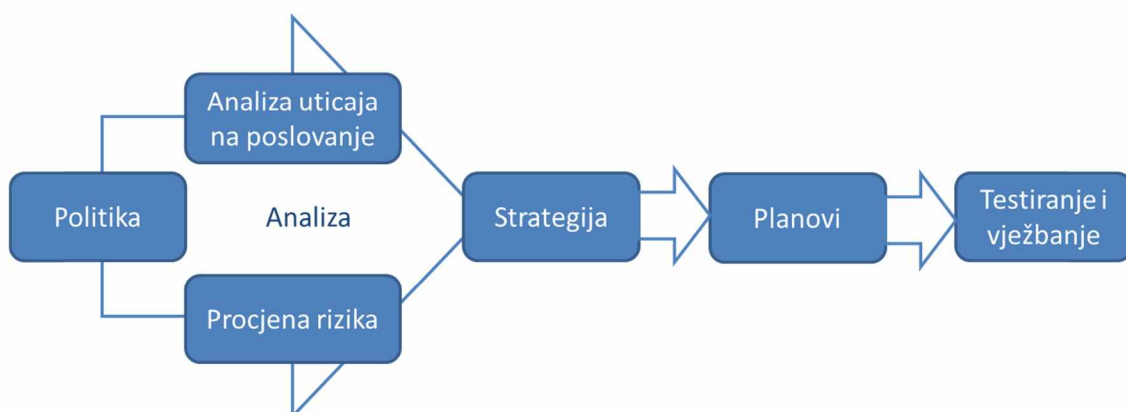 Politika
Analiza uticaja
na poslovanje
Analiza
Procjena rizika
Strategija
Planovi
Testiranje i
vježbanje